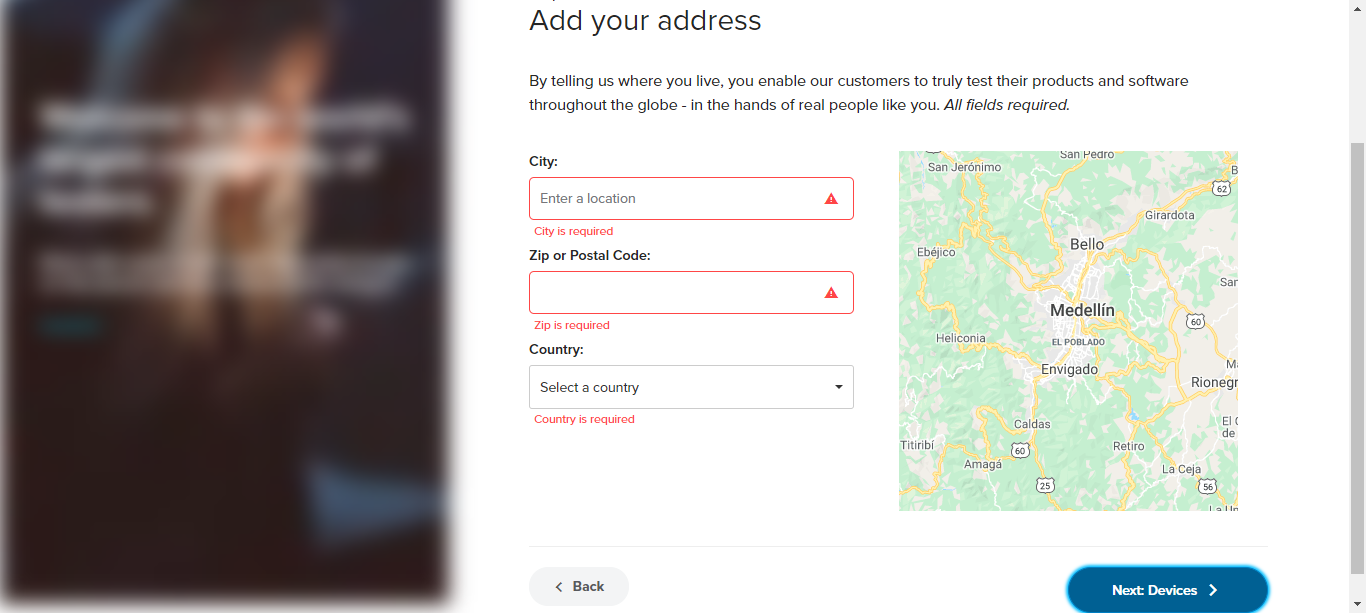 Add your address
By telling us where you live, you enable our customers to truly test their products and software
throughout the globe - in the hands of real people like you. All fields required.
City:
Enter a location
City is required
Zip or Postal Code:
Zip is required
Country:
Select a country
Country is required
San Pedro
San Jerónimo
62
Girardota
Bello
Ebéjico
Medellín
60
Heliconia
EL POBLADO
Envigado
Caldas
El
de
Titiribí
60
Retiro
Amagá
La Ceja
25
56
Back
Next: Devices